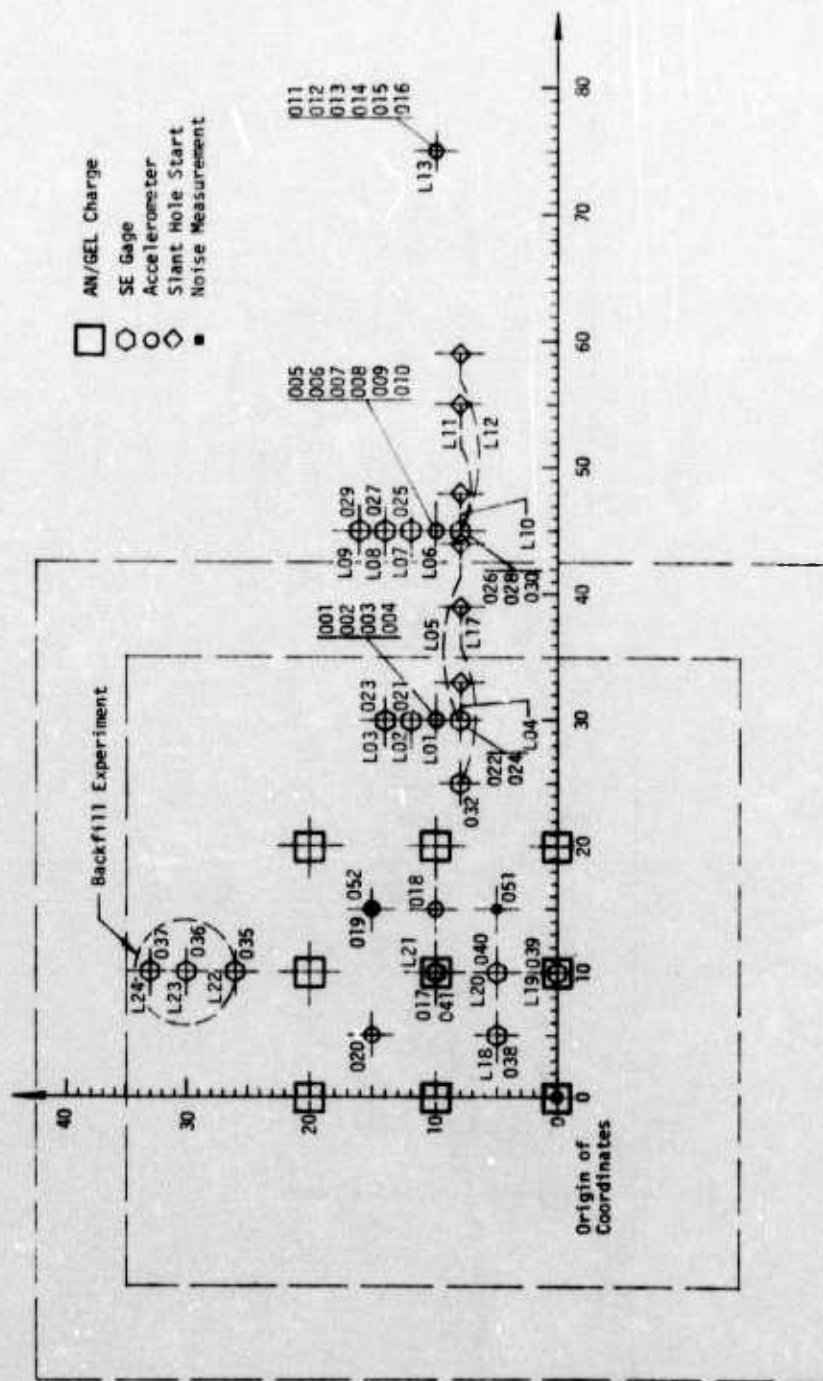 AN/GEL Charge
SE Gage
Accelerometer
Slant Hole Start
Noise Measurement
Backfill Experiment
L24
037
L23
036
L22
035
40
30
20
10
0
Origin of
Coordinates
0
10
20
30
40
50
60
70
80
020
019
052
018
L21
017
041
L20
040
051
L18
038
L19
039
001
002
003
004
L03
023
L02
021
L01
022
024
L04
032
L05
L17
005
006
007
008
009
010
L09
029
L08
027
L07
025
L06
026
028
030
L10
L11
L12
011
012
013
014
015
016
L13